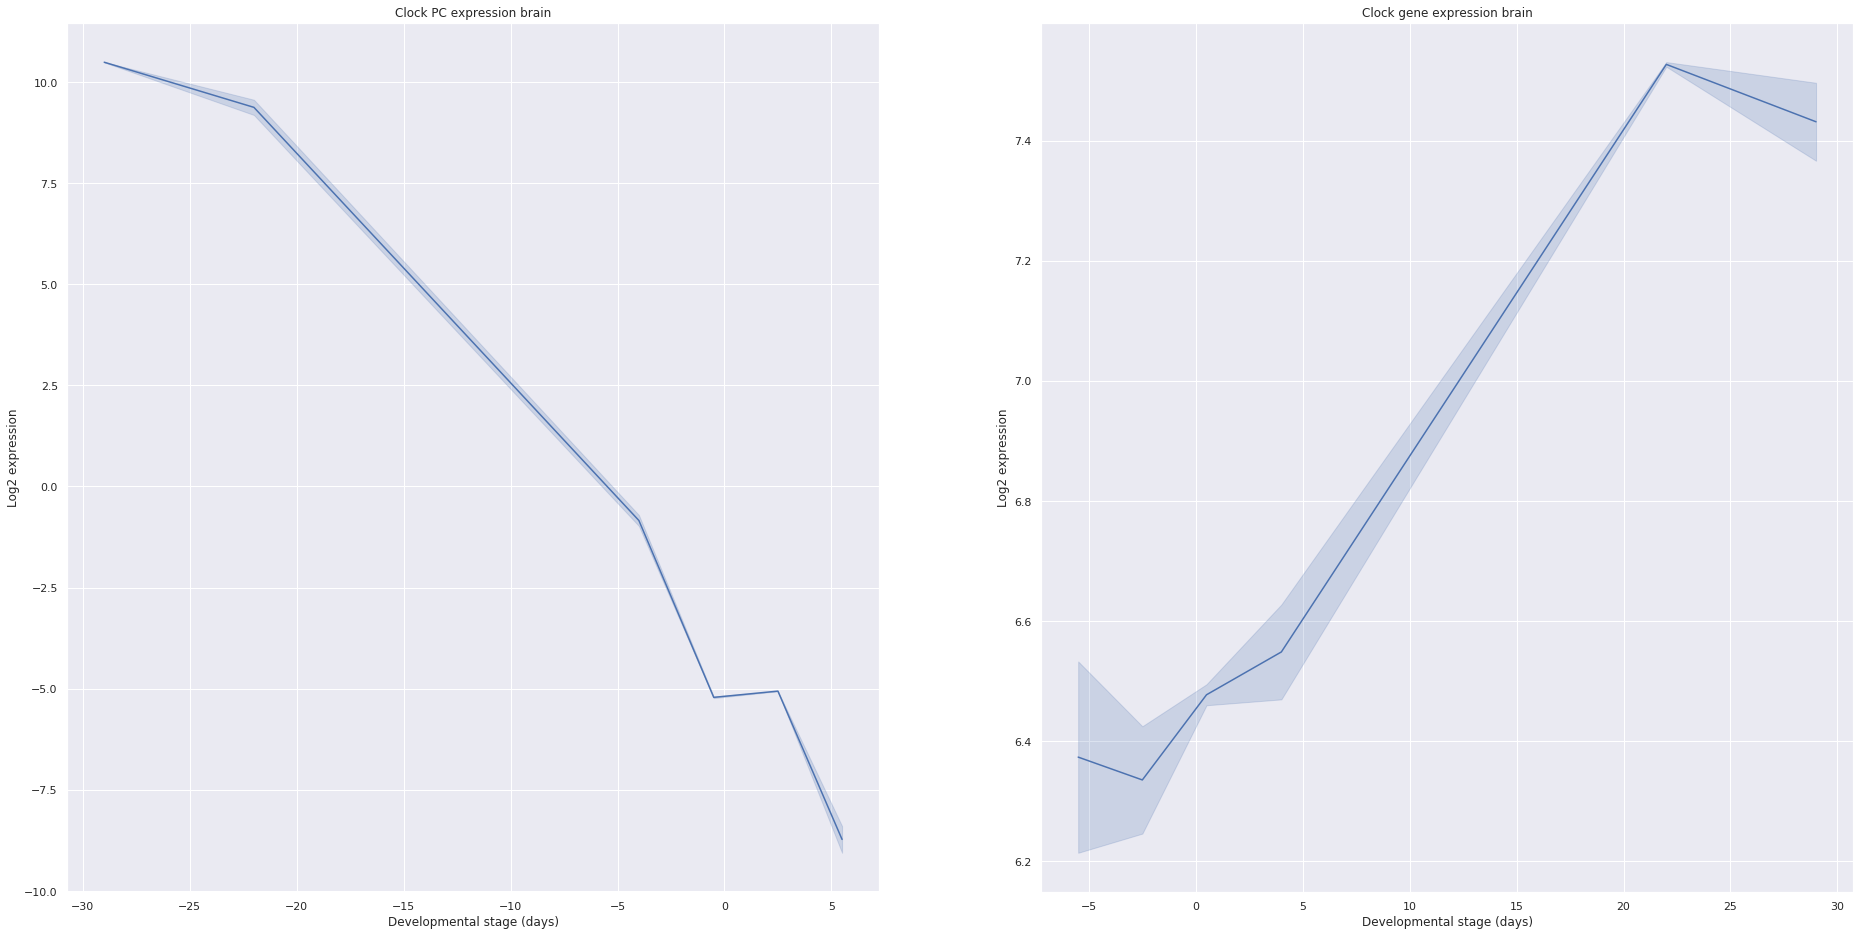 Clock PC expression brain
Log2 expression
10.0
7.5
5.0
2.5
0.0
−2.5
−5.0
−7.5
−10.0
−30 −25 −20 −15 −10 −5 0 5
Developmental stage (days)
Clock gene expression brain
Log2 expression
7.4
7.2
7.0
6.8
6.6
6.4
6.2
−5 0 5 10 15 20 25 30
Developmental stage (days)